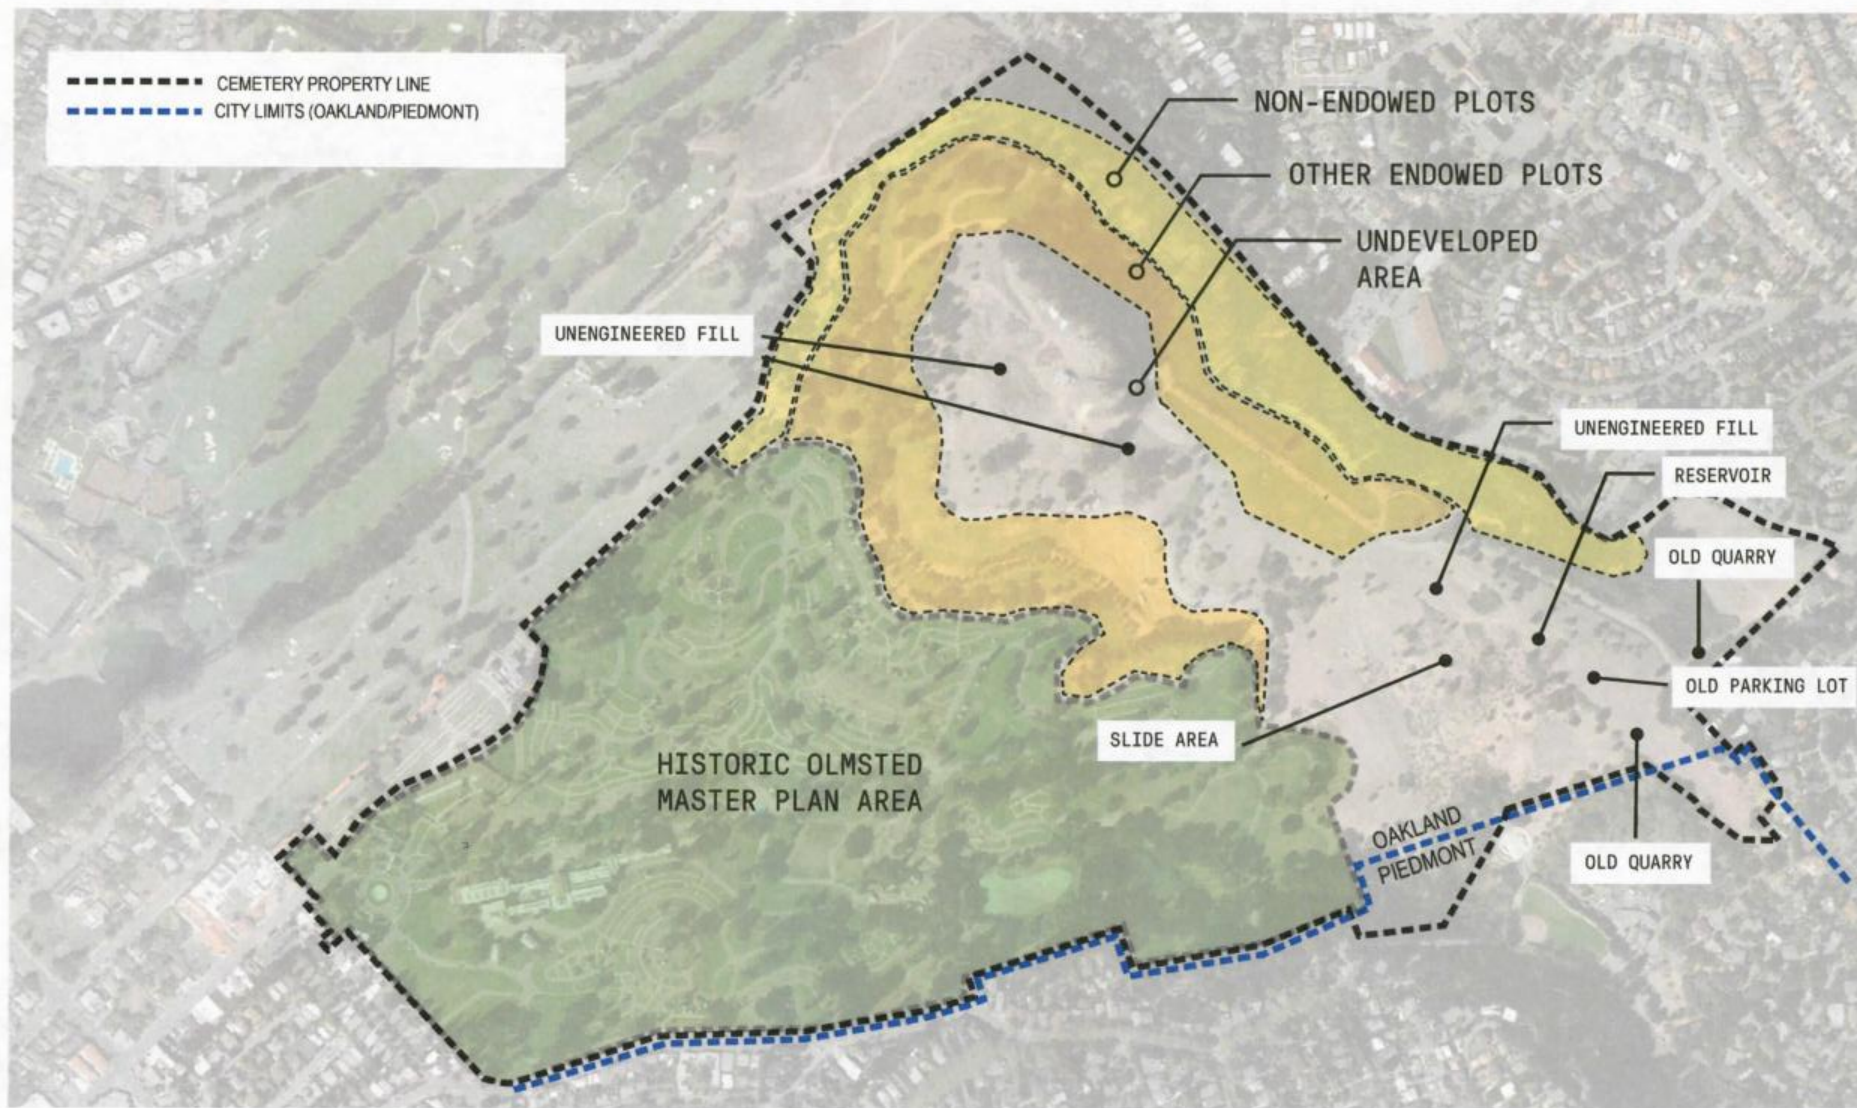 CEMETERY PROPERTY LINE
CITY LIMITS (OAKLAND/PIEDMONT)
NON-ENDOWED PLOTS
OTHER ENDOWED PLOTS
UNDEVELOPED
AREA
UNENGINEERED FILL
UNENGINEERED FILL
RESERVOIR
OLD QUARRY
OLD PARKING LOT
SLIDE AREA
HISTORIC OLMSTED
MASTER PLAN AREA
OAKLAND
PIEDMONT
OLD QUARRY